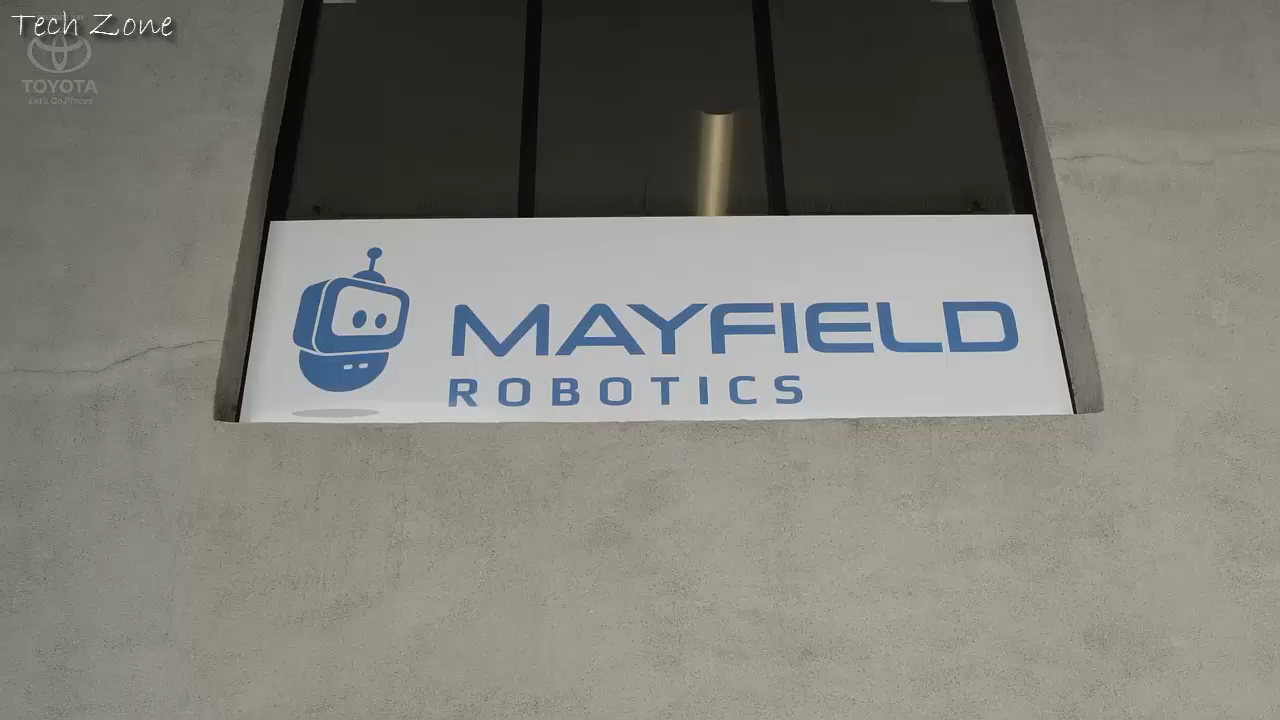 Tech Zone
TOYOTA
Let's Go Places
MAYFIELD
ROBOTICS